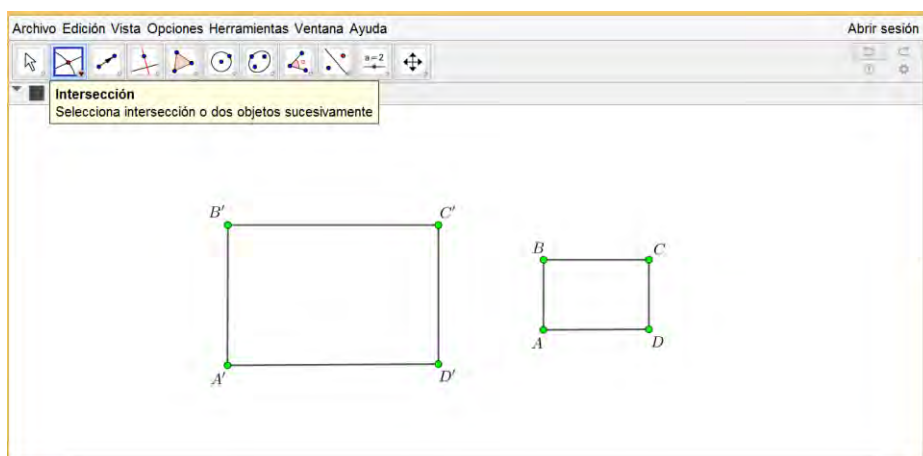 Archivo Edición Vista Opciones Herramientas Ventana Ayuda Abrir sesión
a=2
Intersección
Selecciona intersección o dos objetos sucesivamente
B′ C′
B C
A D
A′ D′